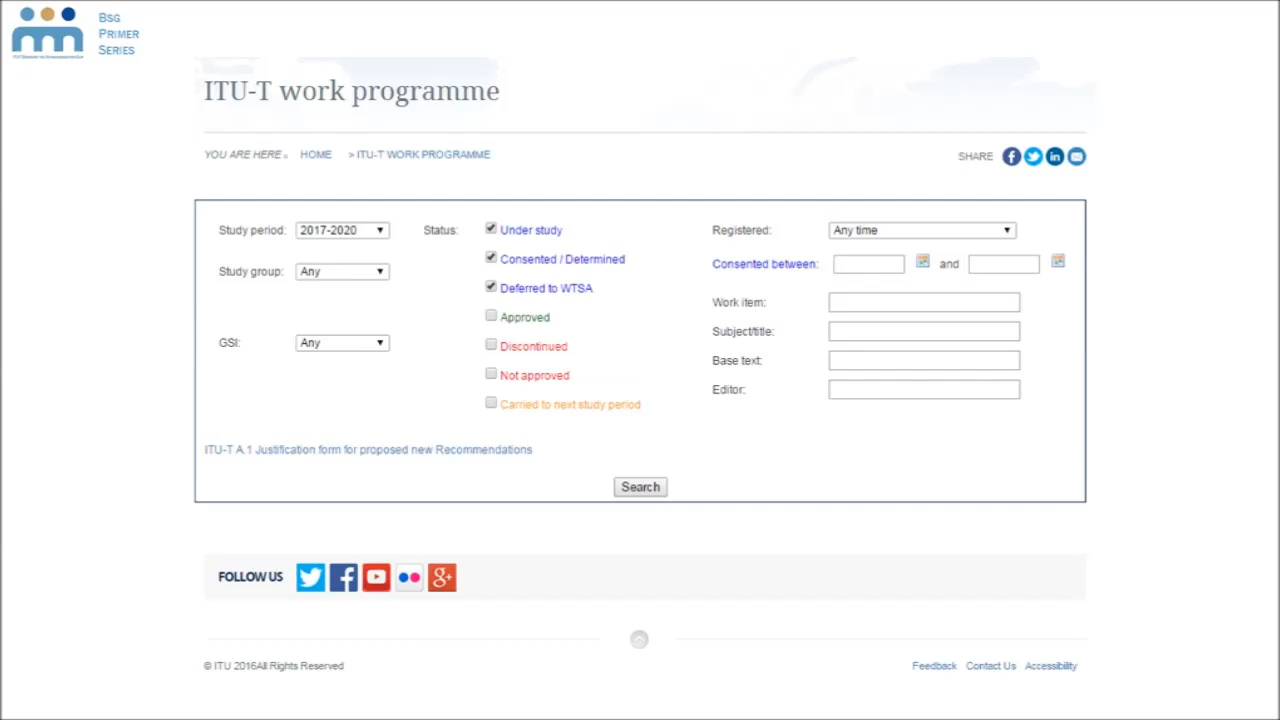 BSG
PRIMER
SERIES
ITU-T work programme
YOU ARE HERE HOME > ITU-T WORK PROGRAMME
SHARE
Study period: 2017-2020
Study group: Any
GSI: Any
Status:
Under study
Consented / Determined
Deferred to WTSA
Approved
Discontinued
Not approved
Carried to next study period
Registered: Any time
Consented between: and
Work item:
Subject/title:
Base text:
Editor:
ITU-T A.1 Justification form for proposed new Recommendations
Search
FOLLOW US
© ITU 2016All Rights Reserved
Feedback Contact Us Accessibility